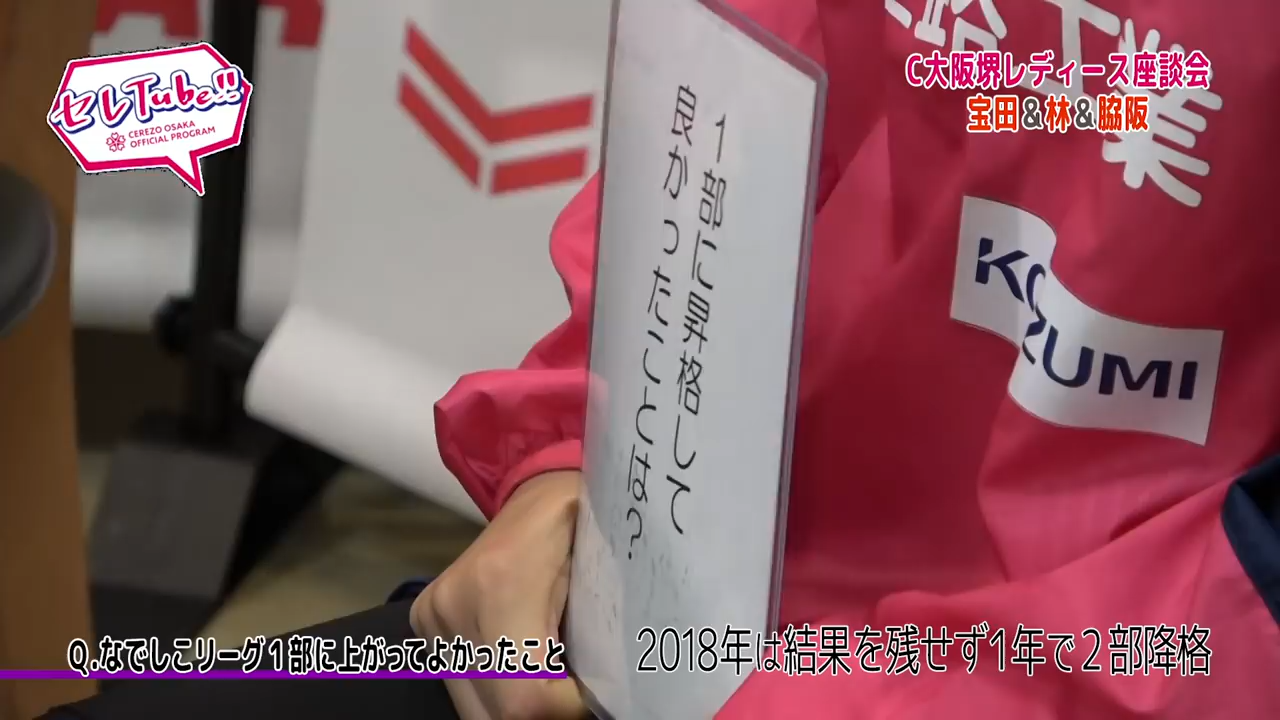 セレTube!!
CEREZO OSAKA
OFFICIAL PROGRAM
C大阪堺レディース座談会
宝田&林&脇阪
工業
KOIZUMI
1部に昇格して
良かったことは?
Q.なでしこリーグ1部に上がってよかったこと
2018年は結果を残せず1年で2部降格